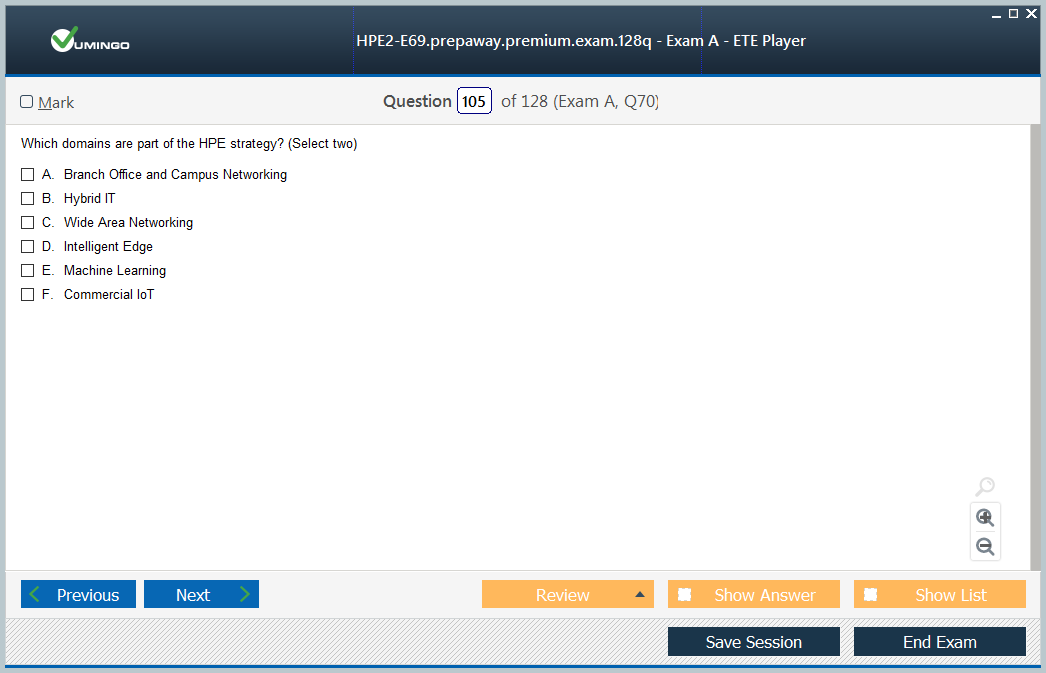 VUMINGO
HPE2-E69.prepaway.premium.exam.128q - Exam A - ETE Player
Mark
Question 105 of 128 (Exam A, Q70)
Which domains are part of the HPE strategy? (Select two)
A. Branch Office and Campus Networking
B. Hybrid IT
C. Wide Area Networking
D. Intelligent Edge
E. Machine Learning
F. Commercial IoT
Previous Next Review Show Answer Show List
Save Session End Exam